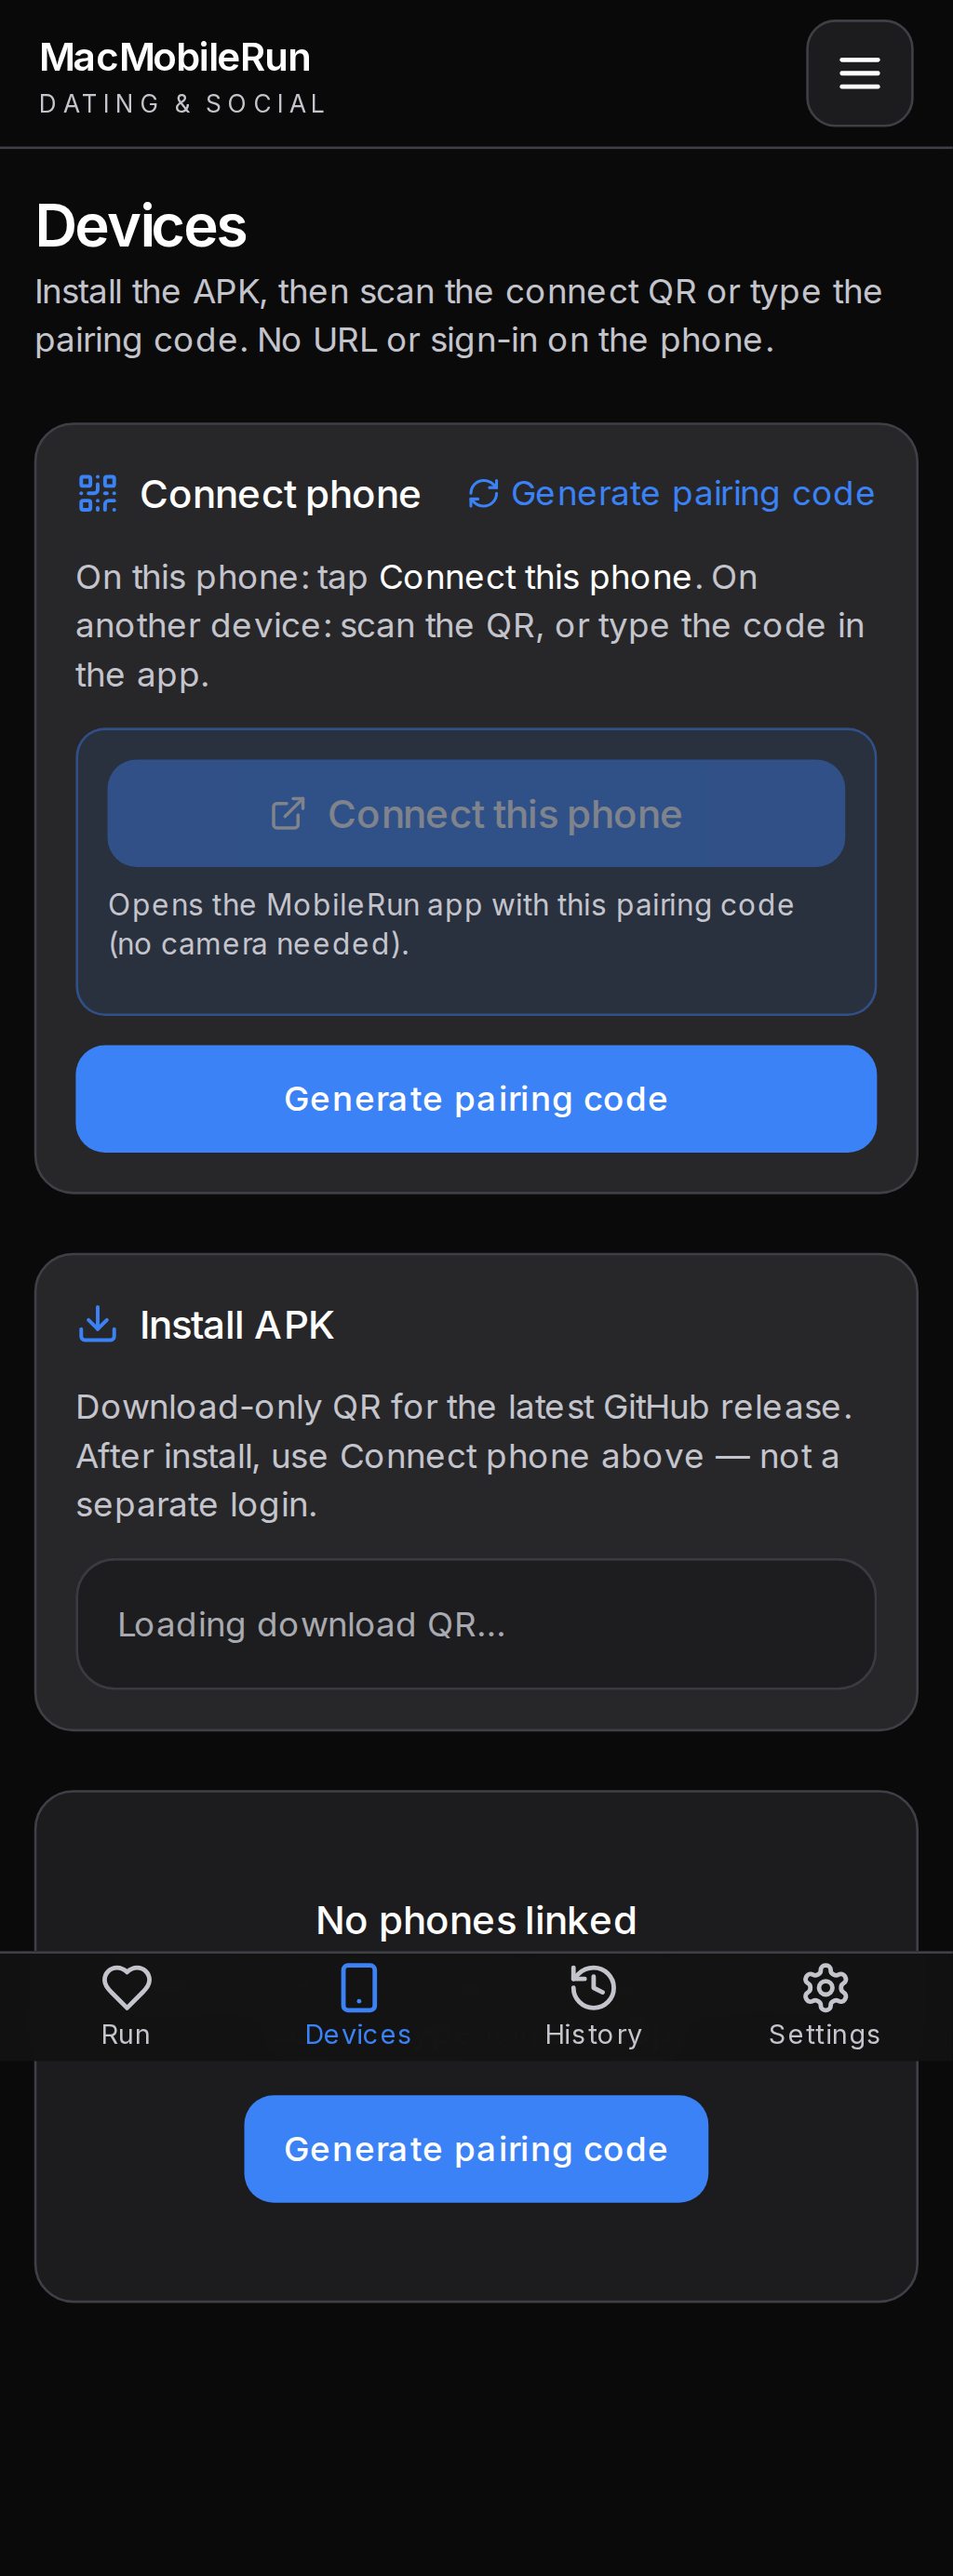 MacMobileRun
DATING & SOCIAL
Devices
Install the APK, then scan the connect QR or type the
pairing code. No URL or sign-in on the phone.
Connect phone
Generate pairing code
On this phone: tap Connect this phone. On
another device: scan the QR, or type the code in
the app.
Connect this phone
Opens the MobileRun app with this pairing code
(no camera needed).
Generate pairing code
Install APK
Download-only QR for the latest GitHub release.
After install, use Connect phone above — not a
separate login.
Loading download QR...
No phones linked
Run
Devices
History
Settings
Generate pairing code